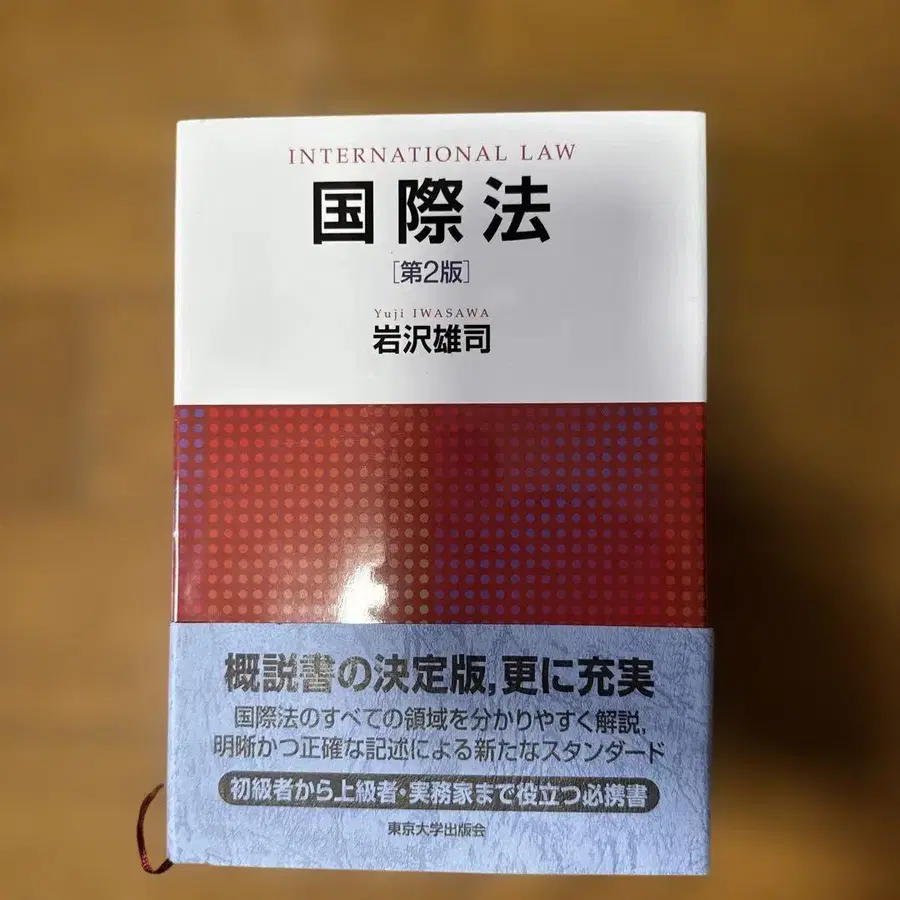 INTERNATIONAL LAW
国際法
[第2版]
Yuji IWASAWA
岩沢雄司
概説書の決定版,更に充実
国際法のすべての領域を分かりやすく解説,
明晰かつ正確な記述による新たなスタンダード
初級者から上級者・実務家まで役立つ必携書
東京大学出版会